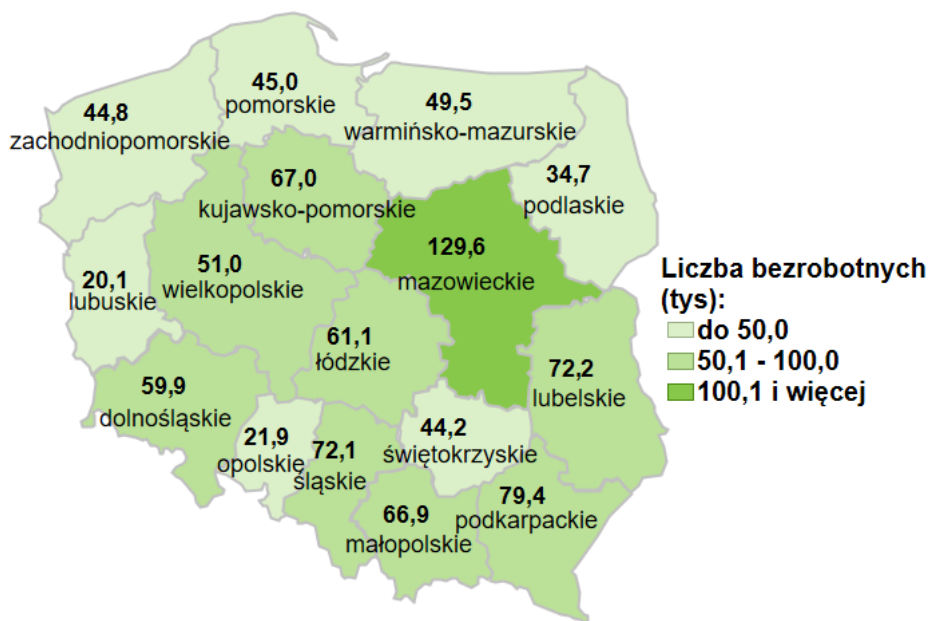 45,0
pomorskie
44,8
zachodniopomorskie
49,5
warmińsko-mazurskie
34,7
podlaskie
67,0
kujawsko-pomorskie
129,6
mazowieckie
51,0
wielkopolskie
20,1
lubuskie
61,1
łódzkie
72,2
lubelskie
59,9
dolnośląskie
21,9
opolskie
72,1
śląskie
44,2
świętokrzyskie
66,9
małopolskie
79,4
podkarpackie
Liczba bezrobotnych
(tys):
do 50,0
50,1 - 100,0
100,1 i więcej